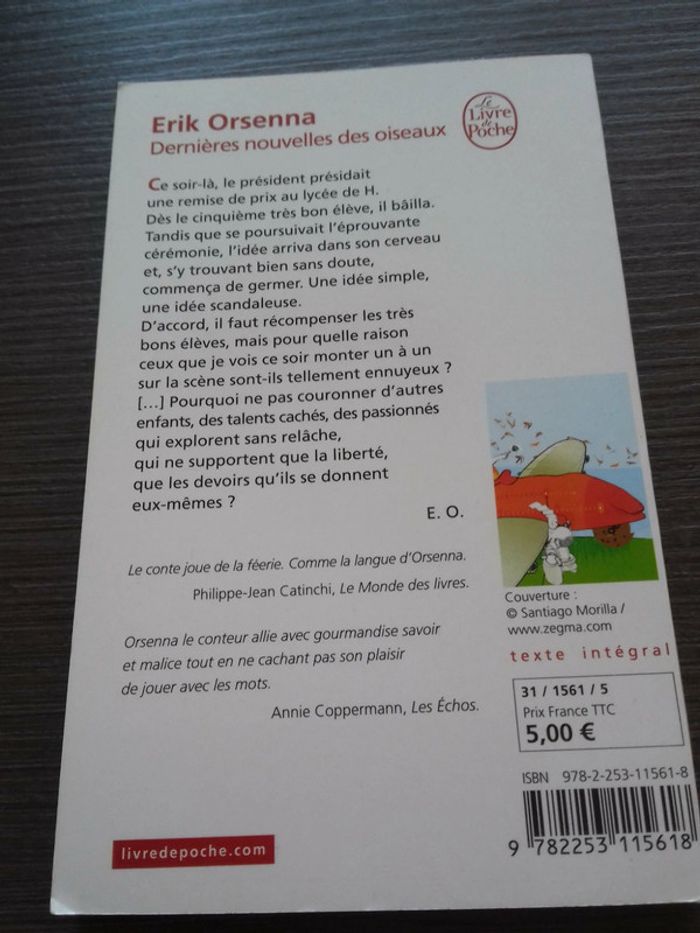 Erik Orsenna
Dernières nouvelles des oiseaux
Le
Livre
de
Poche
Ce soir-là, le président présidait
une remise de prix au lycée de H.
Dès le cinquième très bon élève, il bâilla.
Tandis que se poursuivait l'éprouvante
cérémonie, l'idée arriva dans son cerveau
et, s'y trouvant bien sans doute,
commença de germer. Une idée simple,
une idée scandaleuse.
D'accord, il faut récompenser les très
bons élèves, mais pour quelle raison
ceux que je vois ce soir monter un à un
sur la scène sont-ils tellement ennuyeux ?
[...] Pourquoi ne pas couronner d'autres
enfants, des talents cachés, des passionnés
qui explorent sans relâche,
qui ne supportent que la liberté,
que les devoirs qu'ils se donnent
eux-mêmes ?
E. O.
Le conte joue de la féerie. Comme la langue d'Orsenna.
Philippe-Jean Catinchi, Le Monde des livres.
Orsenna le conteur allie avec gourmandise savoir
et malice tout en ne cachant pas son plaisir
de jouer avec les mots.
Annie Coppermann, Les Échos.
Couverture :
© Santiago Morilla /
www.zegma.com
texte intégral
31 / 1561 / 5
Prix France TTC
5,00 €
ISBN 978-2-253-11561-8
9 782253 115618
livredepoche.com